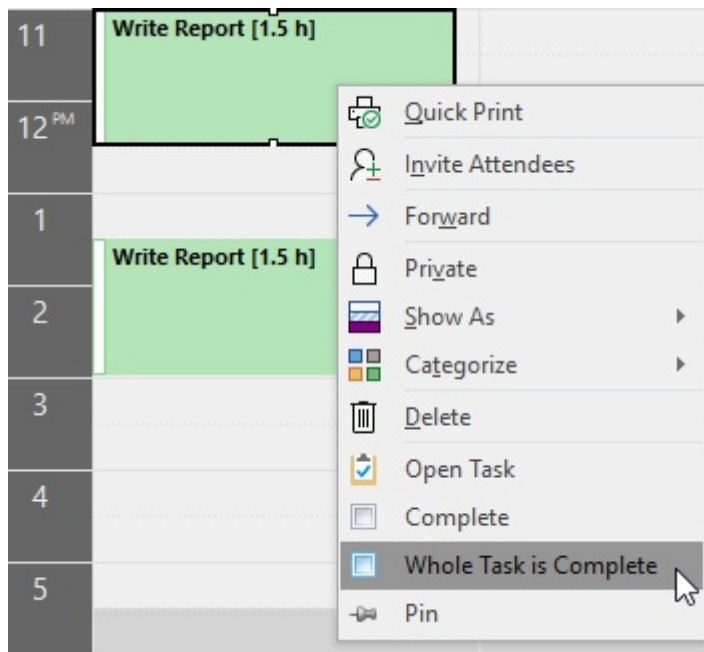 11
Write Report [1.5 h]
12 PM
1
Write Report [1.5 h]
2
3
4
5
Quick Print
Invite Attendees
Forward
Private
Show As
Categorize
Delete
Open Task
Complete
Whole Task is Complete
Pin